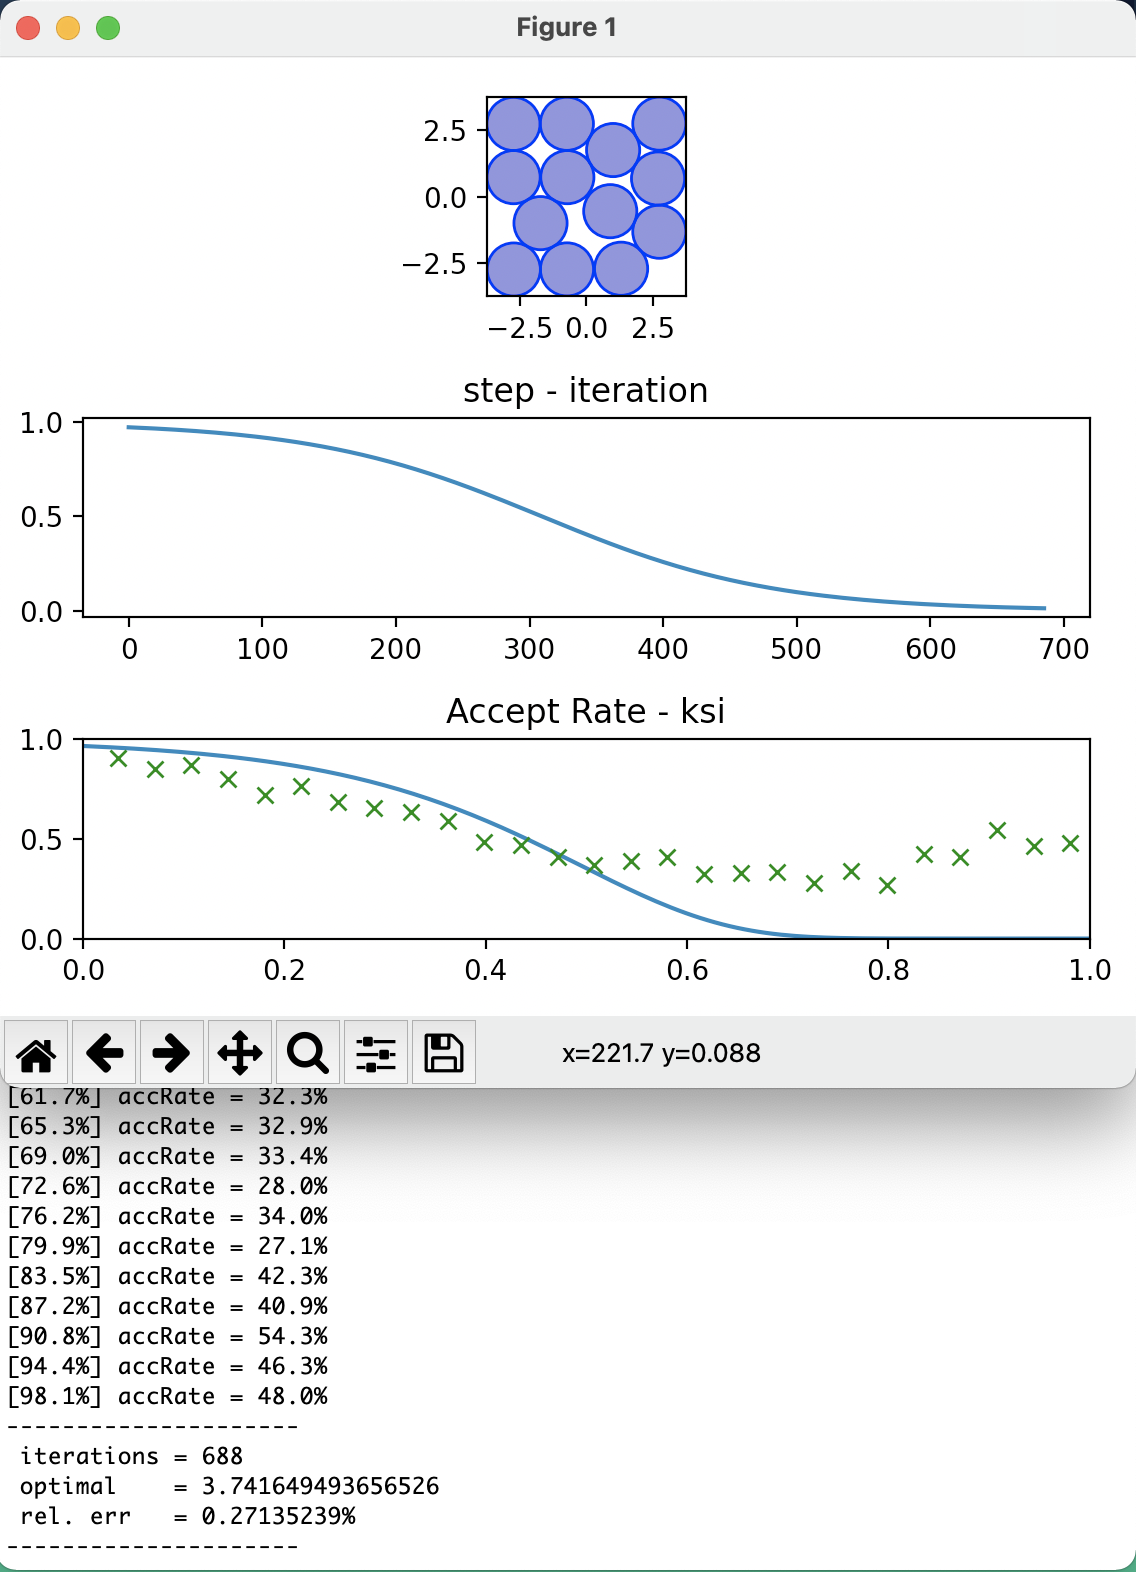 Figure 1
2.5
0.0
−2.5
−2.5 0.0 2.5
step - iteration
1.0
0.5
0.0
0 100 200 300 400 500 600 700
Accept Rate - ksi
1.0
0.5
0.0
0.0 0.2 0.4 0.6 0.8 1.0
x=221.7 y=0.088
[61.7%] accRate = 32.3%
[65.3%] accRate = 32.9%
[69.0%] accRate = 33.4%
[72.6%] accRate = 28.0%
[76.2%] accRate = 34.0%
[79.9%] accRate = 27.1%
[83.5%] accRate = 42.3%
[87.2%] accRate = 40.9%
[90.8%] accRate = 54.3%
[94.4%] accRate = 46.3%
[98.1%] accRate = 48.0%
--------------------
iterations = 688
optimal = 3.741649493656526
rel. err = 0.27135239%
--------------------